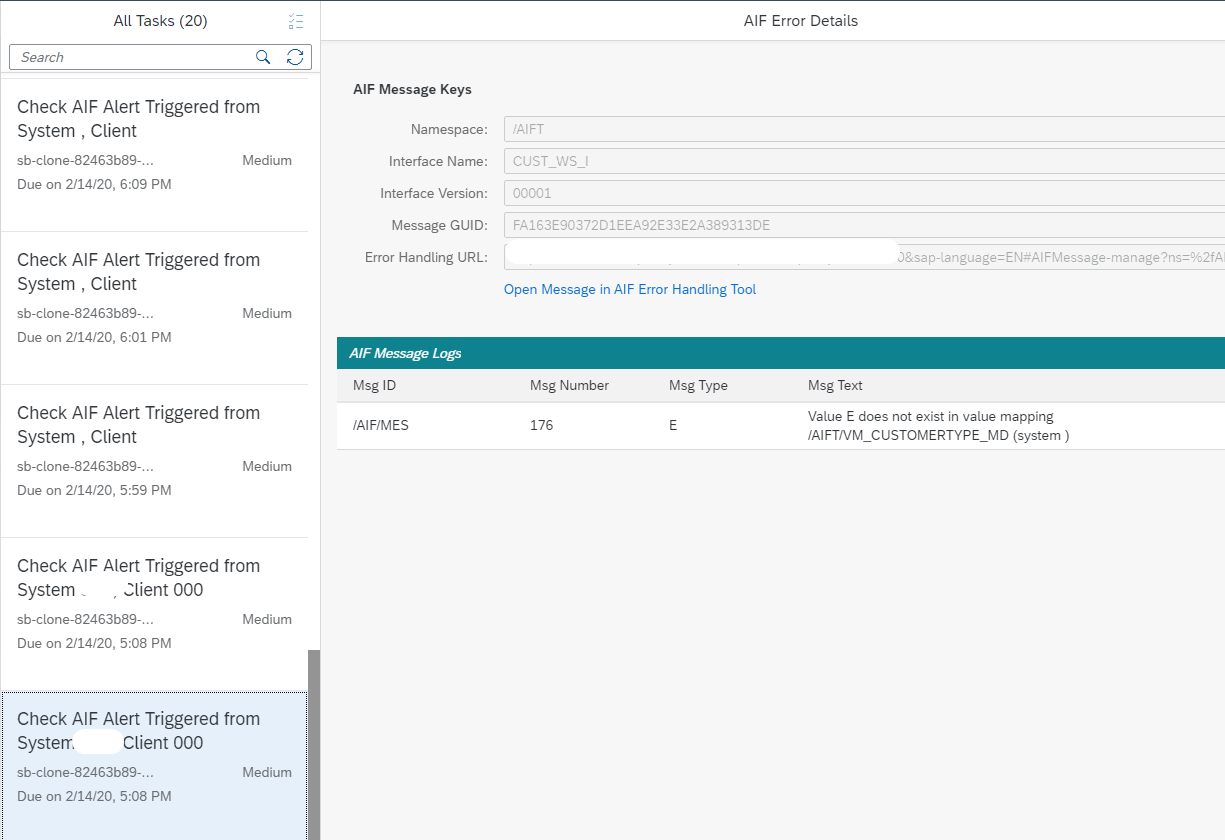 All Tasks (20)
Search
Check AIF Alert Triggered from
System , Client
sb-clone-82463b89-...
Medium
Due on 2/14/20, 6:09 PM
Check AIF Alert Triggered from
System , Client
sb-clone-82463b89-...
Medium
Due on 2/14/20, 6:01 PM
Check AIF Alert Triggered from
System , Client
sb-clone-82463b89-...
Medium
Due on 2/14/20, 5:59 PM
Check AIF Alert Triggered from
System , Client 000
sb-clone-82463b89-...
Medium
Due on 2/14/20, 5:08 PM
Check AIF Alert Triggered from
System Client 000
sb-clone-82463b89-...
Medium
Due on 2/14/20, 5:08 PM
AIF Error Details
AIF Message Keys
Namespace: /AIFT
Interface Name: CUST_WS_I
Interface Version: 00001
Message GUID: FA163E90372D1EEA92E33E2A389313DE
Error Handling URL: 0&sap-language=EN#AIFMessage-manage?ns=%2fA
Open Message in AIF Error Handling Tool
AIF Message Logs
Msg ID Msg Number Msg Type Msg Text
/AIF/MES 176 E Value E does not exist in value mapping
/AIFT/VM_CUSTOMERTYPE_MD (system )